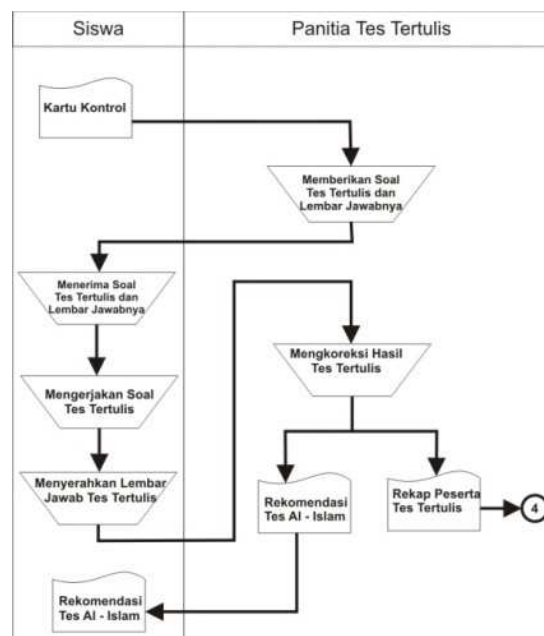 Siswa
Panitia Tes Tertulis
Kartu Kontrol
Memberikan Soal
Tes Tertulis dan
Lembar Jawabnya
Menerima Soal
Tes Tertulis dan
Lembar Jawabnya
Mengkoreksi Hasil
Tes Tertulis
Mengerjakan Soal
Tes Tertulis
Menyerahkan Lembar
Jawab Tes Tertulis
Rekomendasi
Tes Al - Islam
Rekap Peserta
Tes Tertulis
4
Rekomendasi
Tes Al - Islam